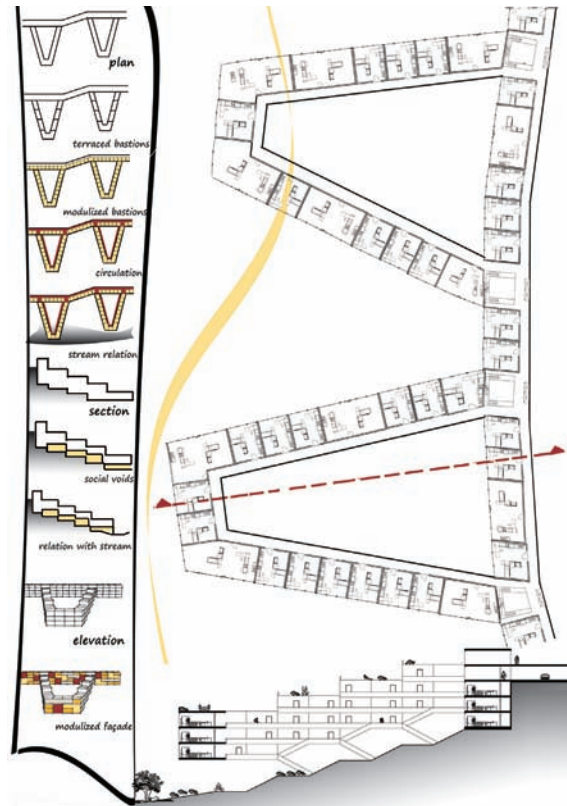 plan
terraced bastions
modulized bastions
circulation
stream relation
section
social voids
relation with stream
elevation
modulized façade